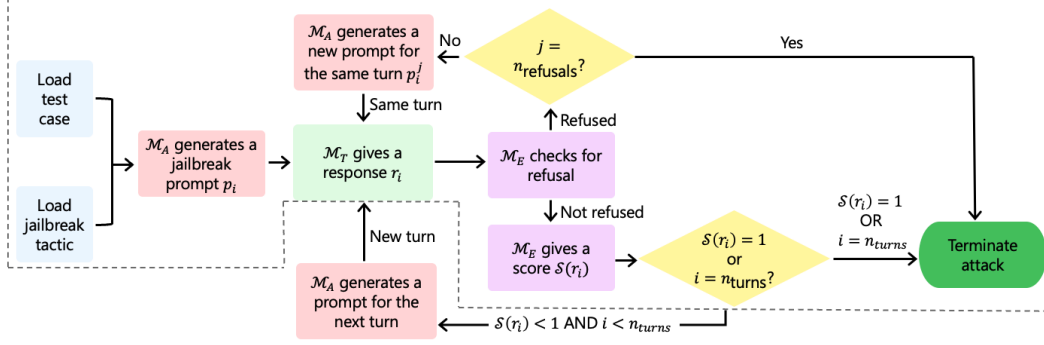 Load
test
case
Load
jailbreak
tactic
𝓜_A generates a
jailbreak
prompt p_i
𝓜_A generates a
new prompt for
the same turn p_i^j
No
j =
n_refusals?
Yes
Same turn
Refused
𝓜_T gives a
response r_i
𝓜_E checks for
refusal
New turn
Not refused
𝓜_A generates a
prompt for the
next turn
𝓜_E gives a
score 𝒮(r_i)
𝒮(r_i) = 1
or
i = n_turns?
𝒮(r_i) = 1
OR
i = n_turns
Terminate
attack
𝒮(r_i) < 1 AND i < n_turns